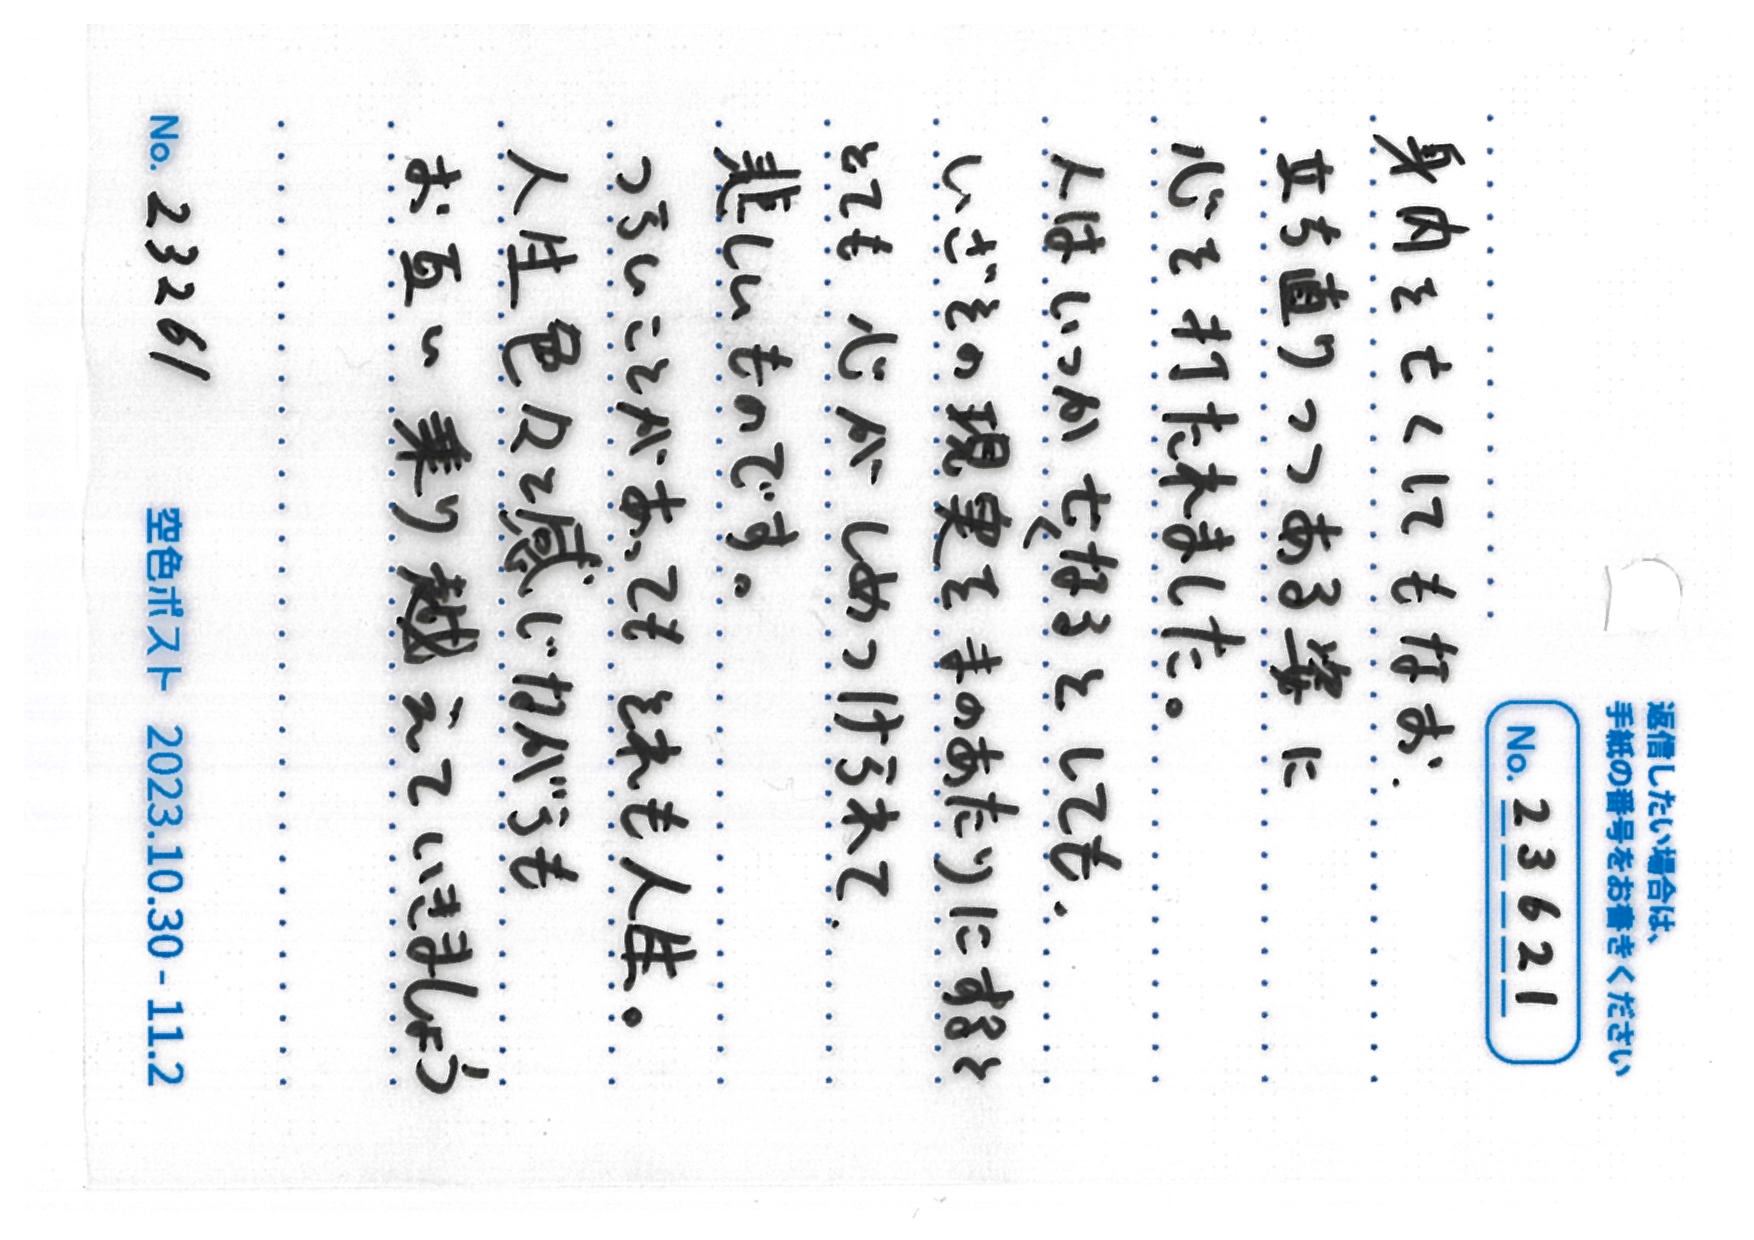 返信したい場合は、
手紙の番号をお書きください
No. 23621
身内を亡くしてもなお、
立ち直りつつある姿に
心を打たれました。
人はいつか亡くなるとしても、
いざその現実をまのあたりにすると
とても心がしめつけられて、
悲しいものです。
つらいことがあってもそれも人生。
人生色々と感じながらも
お互い乗り越えていきましょう
No. 23261
空色ポスト 2023.10.30 - 11.2